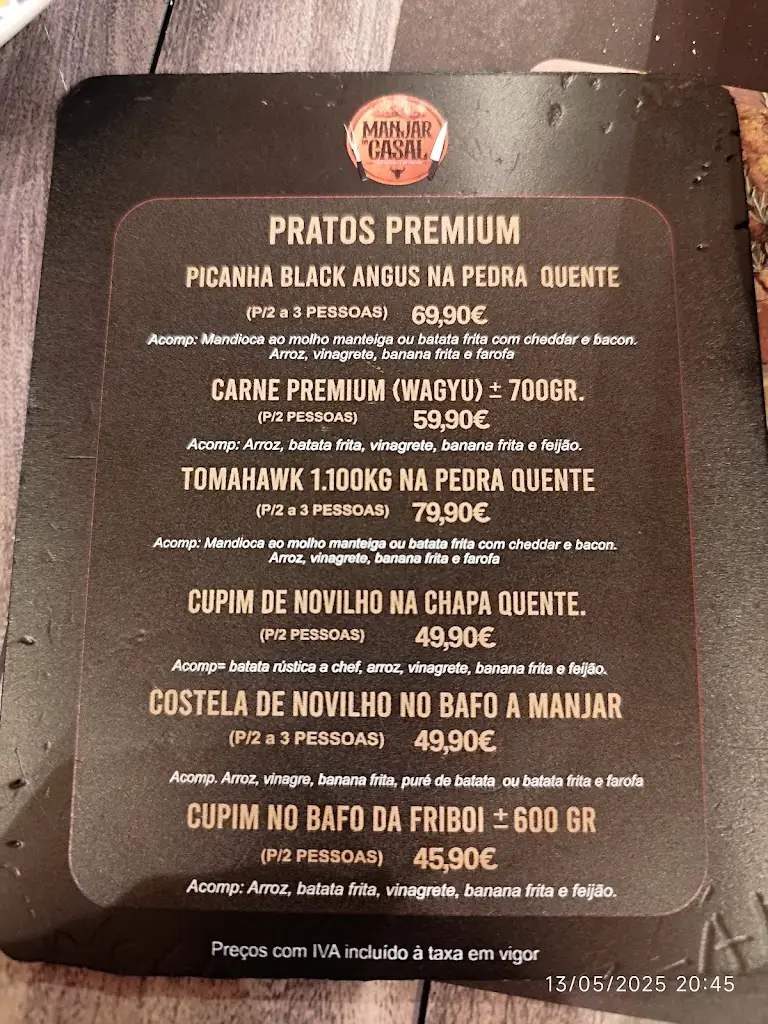 MANJAR
CASAL
PRATOS PREMIUM
PICANHA BLACK ANGUS NA PEDRA QUENTE
(P/2 a 3 PESSOAS) 69,90€
Acomp: Mandioca ao molho manteiga ou batata frita com cheddar e bacon.
Arroz, vinagrete, banana frita e farofa
CARNE PREMIUM (WAGYU) ± 700GR.
(P/2 PESSOAS) 59,90€
Acomp: Arroz, batata frita, vinagrete, banana frita e feijão.
TOMAHAWK 1.100KG NA PEDRA QUENTE
(P/2 a 3 PESSOAS) 79,90€
Acomp: Mandioca ao molho manteiga ou batata frita com cheddar e bacon.
Arroz, vinagrete, banana frita e farofa
CUPIM DE NOVILHO NA CHAPA QUENTE.
(P/2 PESSOAS) 49,90€
Acomp= batata rústica a chef, arroz, vinagrete, banana frita e feijão.
COSTELA DE NOVILHO NO BAFO A MANJAR
(P/2 a 3 PESSOAS) 49,90€
Acomp. Arroz, vinagre, banana frita, puré de batata ou batata frita e farofa
CUPIM NO BAFO DA FRIBOI ± 600 GR
(P/2 PESSOAS) 45,90€
Acomp: Arroz, batata frita, vinagrete, banana frita e feijão.
Preços com IVA incluído à taxa em vigor
13/05/2025 20:45